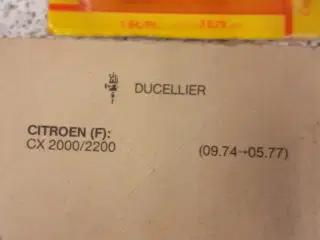 DUCELLIER
CITROEN (F):
CX 2000/2200 (09.74→05.77)